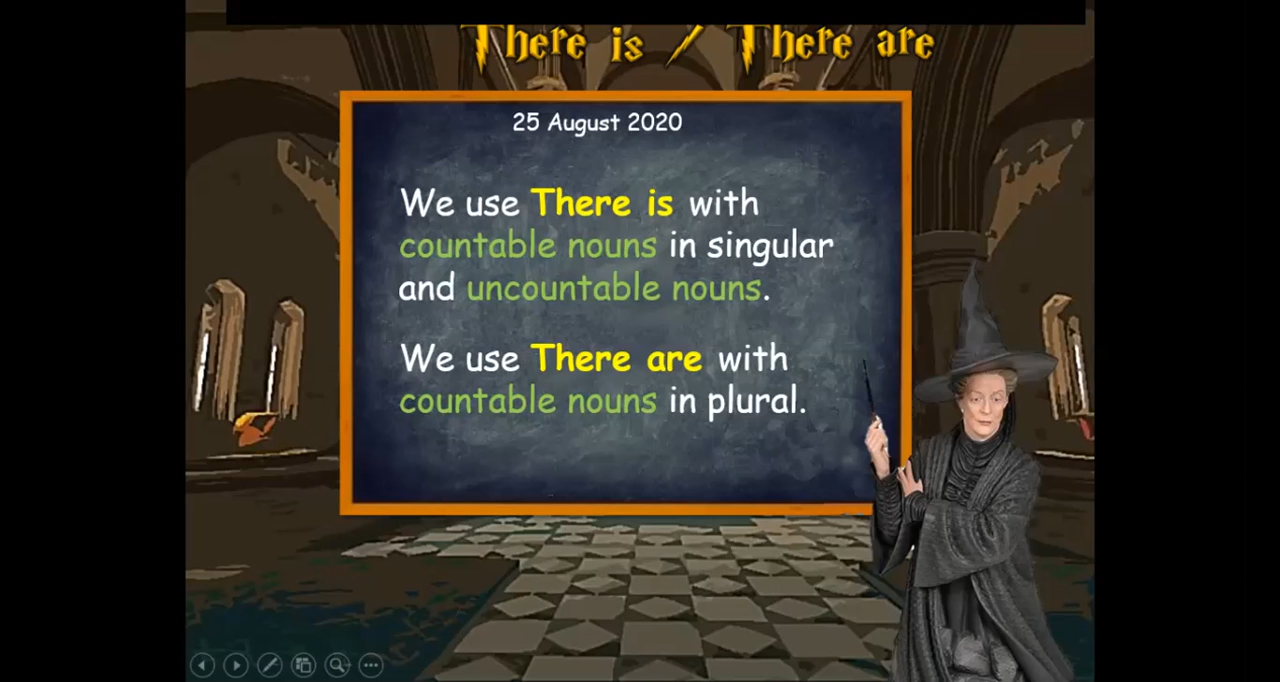 There is / There are
25 August 2020
We use There is with
countable nouns in singular
and uncountable nouns.
We use There are with
countable nouns in plural.